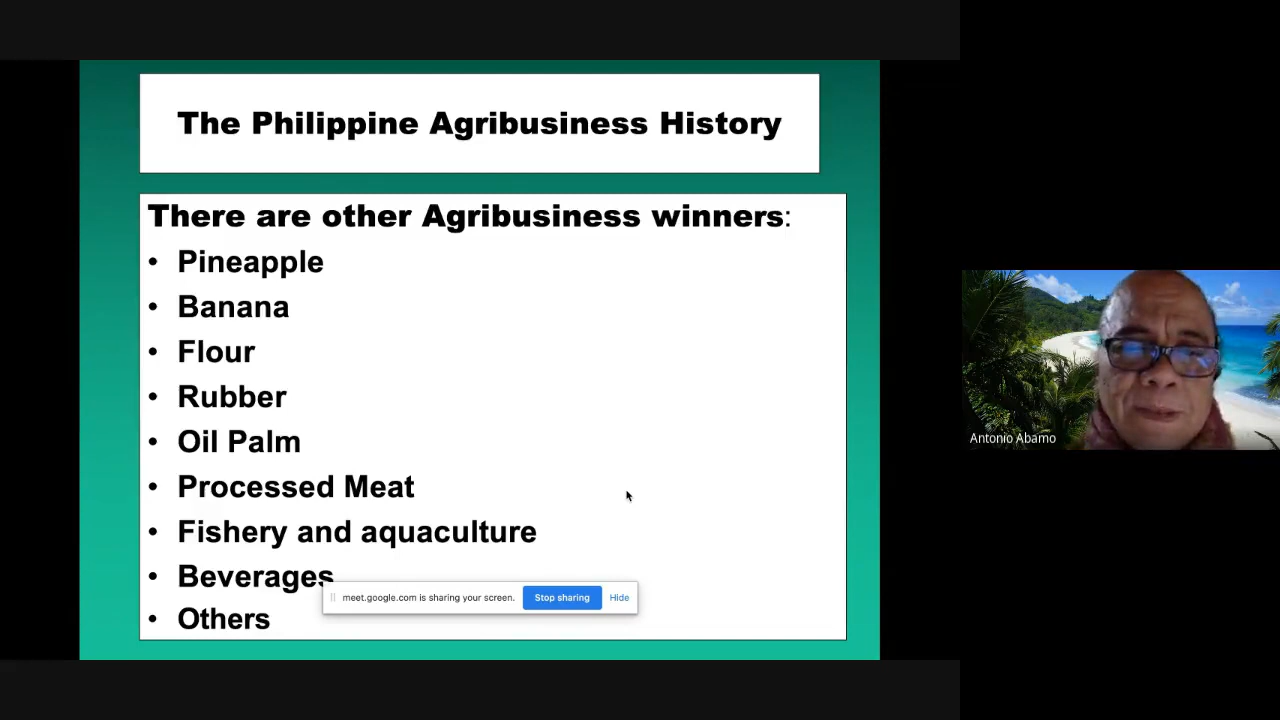 The Philippine Agribusiness History
There are other Agribusiness winners:
• Pineapple
• Banana
• Flour
• Rubber
• Oil Palm
• Processed Meat
• Fishery and aquaculture
• Beverages
meet.google.com is sharing your screen. Stop sharing Hide
• Others
Antonio Abamo